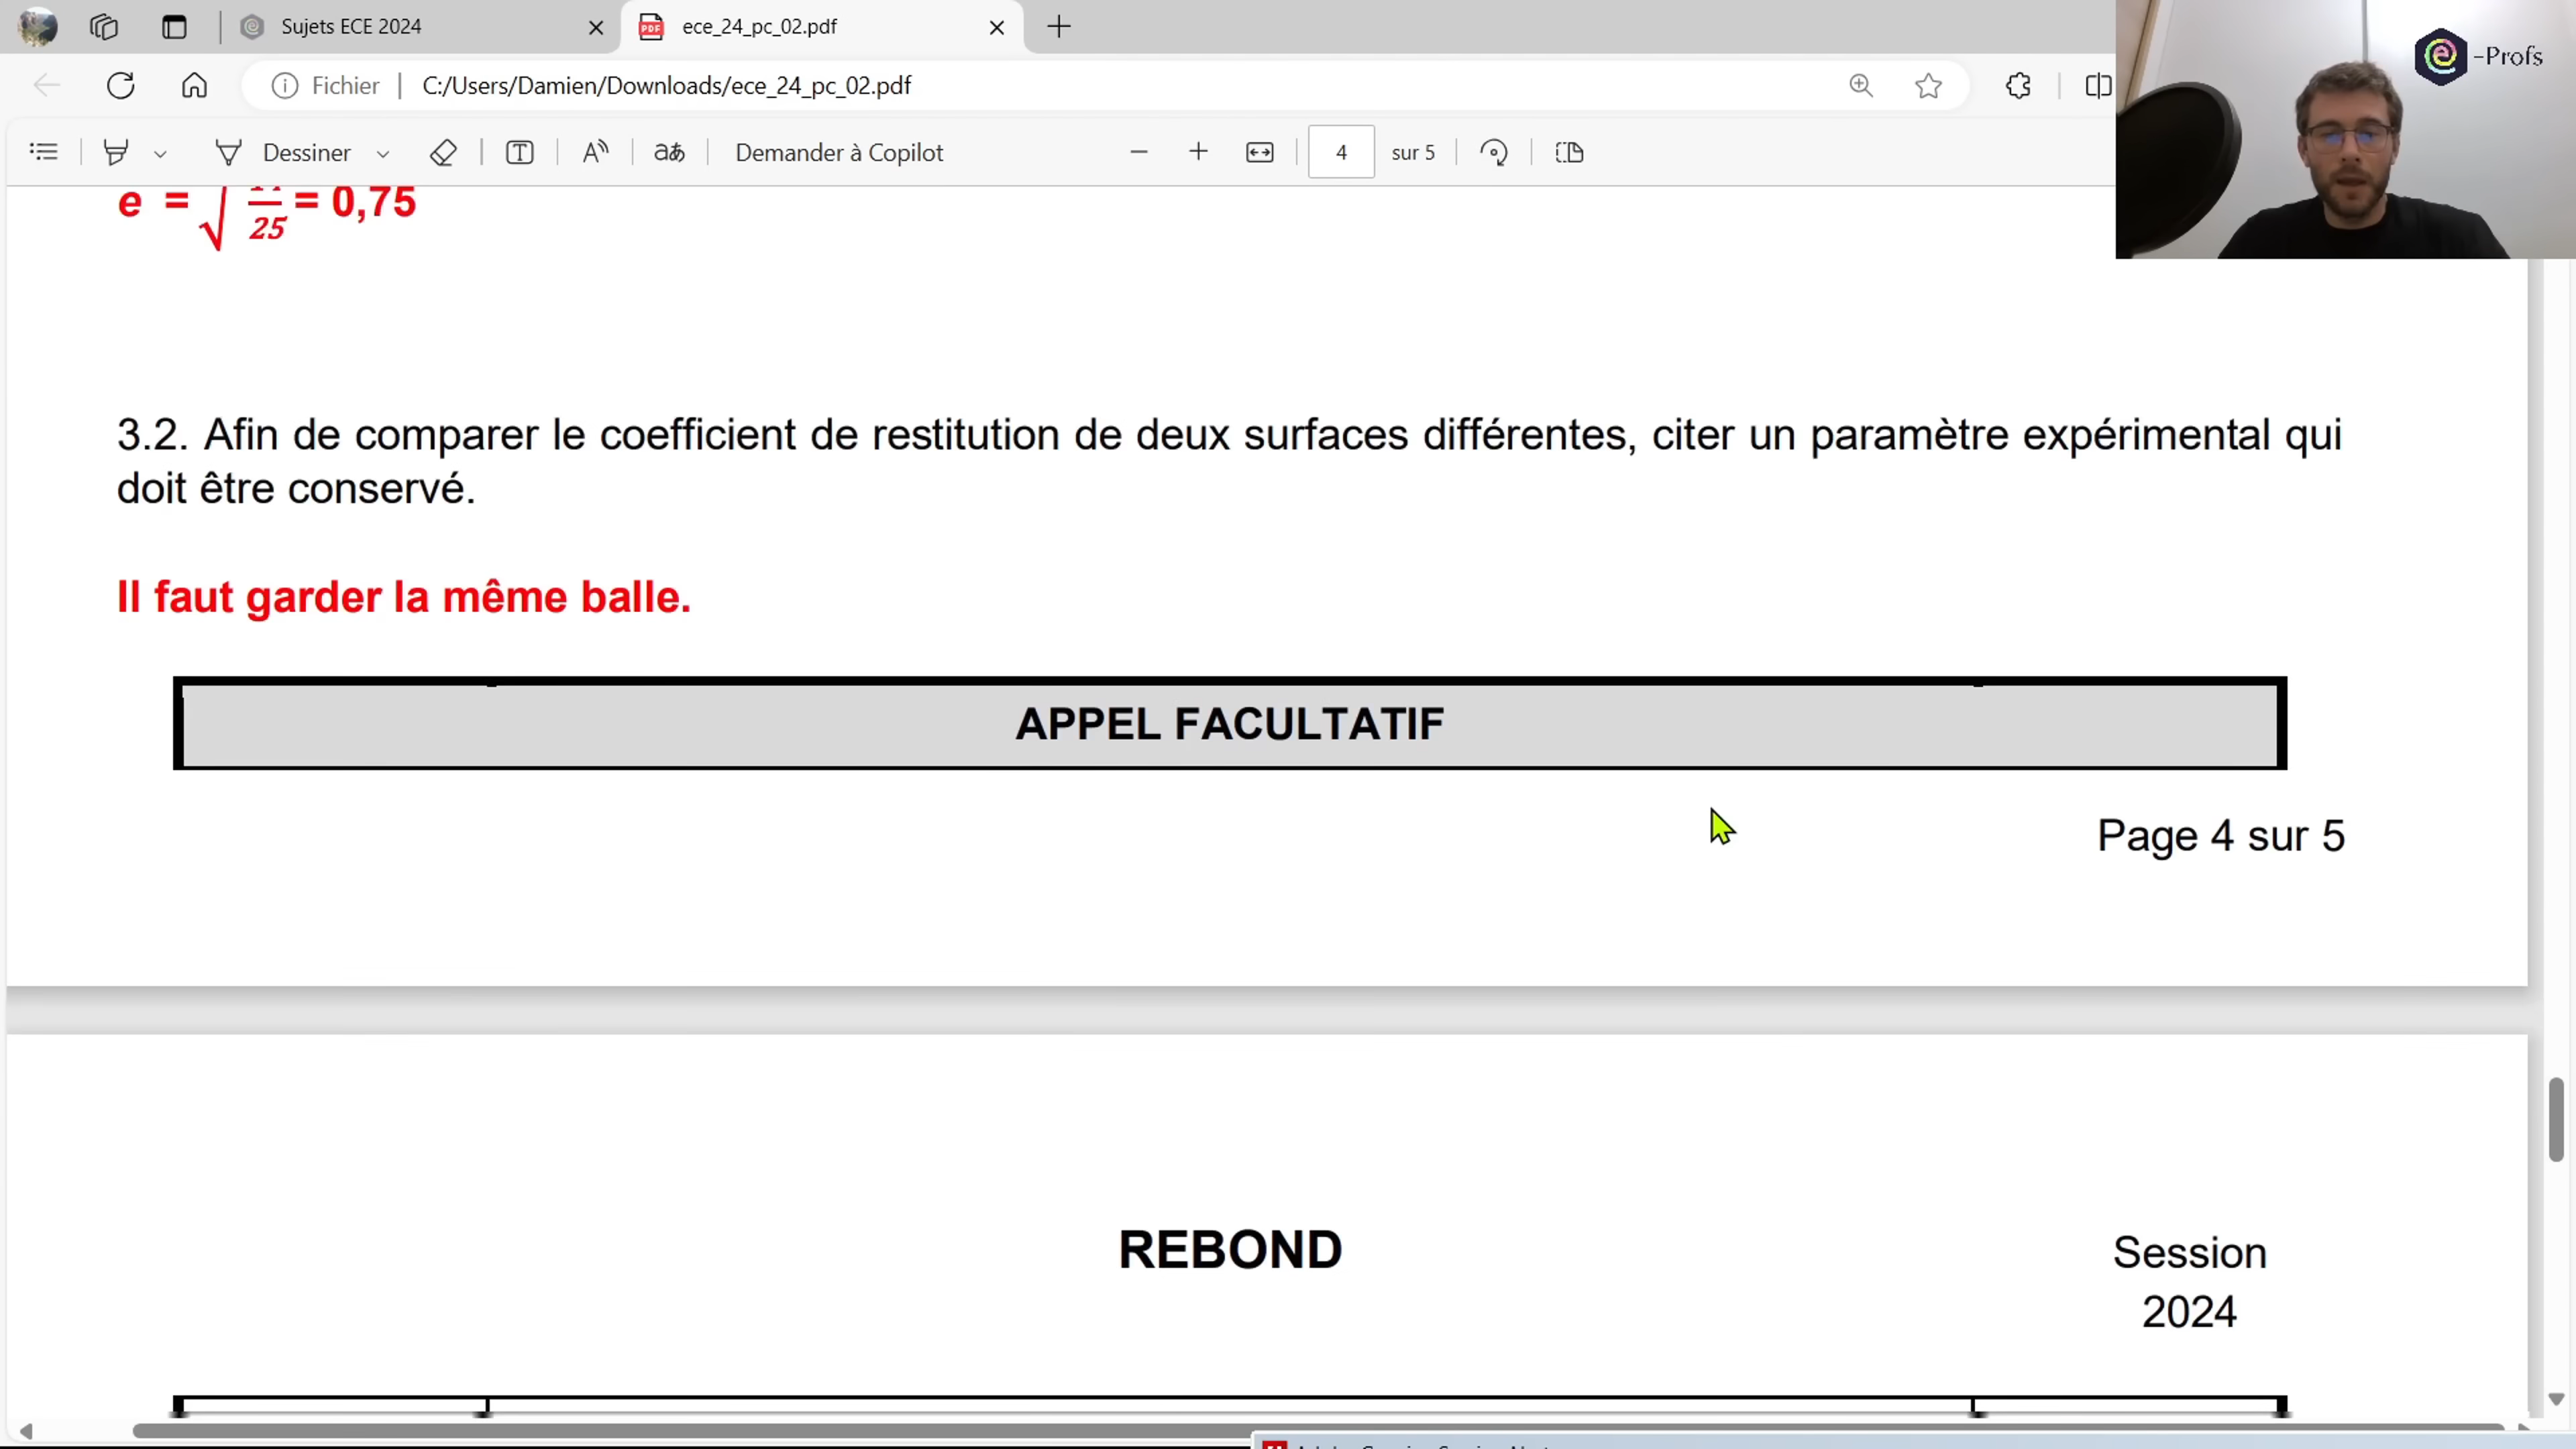 Sujets ECE 2024
ece_24_pc_02.pdf
-Profs
Fichier
C:/Users/Damien/Downloads/ece_24_pc_02.pdf
Dessiner
Demander à Copilot
4
sur 5
e = √ /25 = 0,75
3.2. Afin de comparer le coefficient de restitution de deux surfaces différentes, citer un paramètre expérimental qui
doit être conservé.
Il faut garder la même balle.
APPEL FACULTATIF
Page 4 sur 5
REBOND
Session
2024